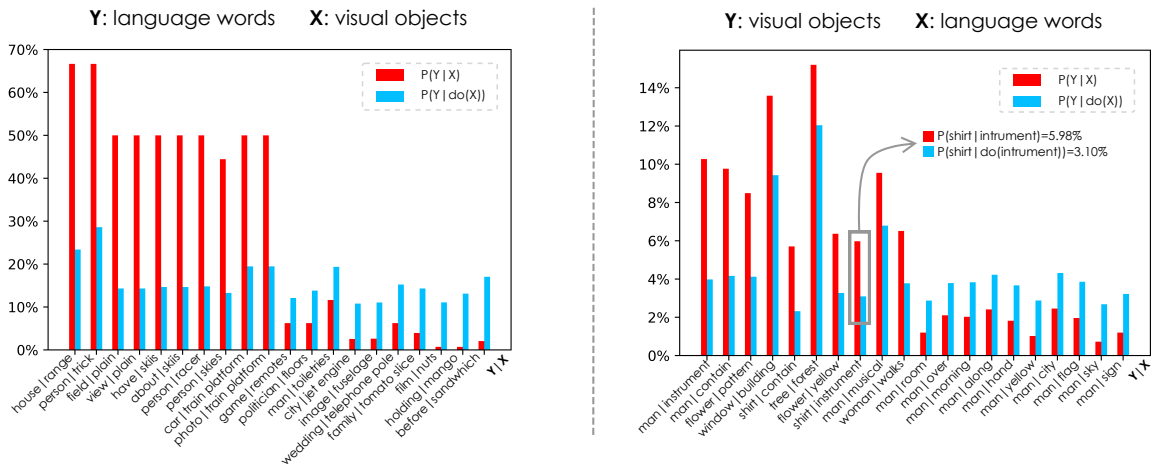 Y: language words X: visual objects
70%
60%
50%
40%
30%
20%
10%
0%
P(Y|X)
P(Y|do(X))
house|range
person|trick
field|plain
view|plain
have|skiis
about|skiis
person|racer
person|skies
car|train platform
photo|train platform
game|remotes
politician|floors
man|toiletries
city|jet engine
image|fuselage
wedding|telephone pole
family|tomato slice
film|nuts
holding|mango
before|sandwhich
Y|X
Y: visual objects X: language words
14%
12%
10%
8%
6%
4%
2%
0%
P(Y|X)
P(Y|do(X))
P(shirt|intrument)=5.98%
P(shirt|do(intrument))=3.10%
man|instrument
man|contain
flower|pattern
window|building
shirt|contain
tree|forest
flower|yellow
shirt|instrument
man|musical
woman|walks
man|room
man|over
man|morning
man|along
man|hand
man|yellow
man|city
man|flag
man|sky
man|sign
Y|X